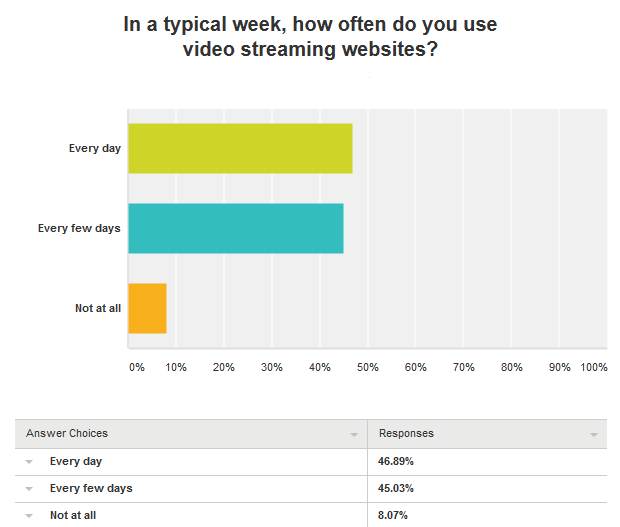 In a typical week, how often do you use
video streaming websites?
Every day
Every few days
Not at all
0% 10% 20% 30% 40% 50% 60% 70% 80% 90% 100%
Answer Choices Responses
Every day 46.89%
Every few days 45.03%
Not at all 8.07%